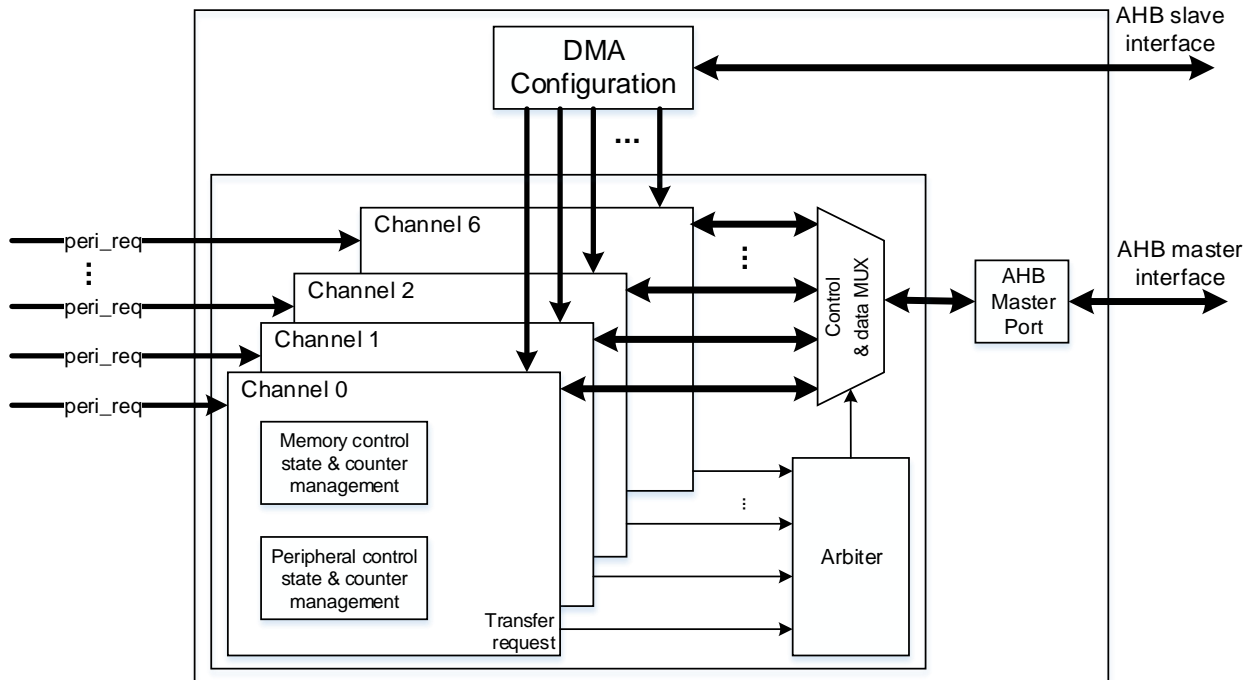 AHB slave
interface
DMA
Configuration
...
Channel 6
peri_req
...
...
Channel 2
peri_req
AHB master
interface
AHB
Master
Port
Control
& data MUX
Channel 1
peri_req
Channel 0
peri_req
Memory control
state & counter
management
...
Arbiter
Peripheral control
state & counter
management
Transfer
request